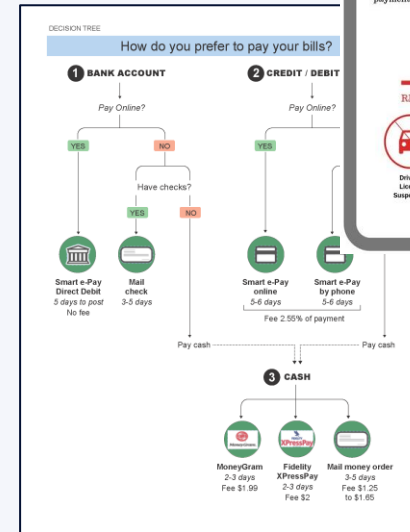 DECISION TREE
How do you prefer to pay your bills?
1 BANK ACCOUNT
Pay Online?
YES
NO
Have checks?
YES
NO
Smart e-Pay
Direct Debit
5 days to post
No fee
Mail
check
3-5 days
2 CREDIT / DEBIT
Pay Online?
YES
Smart e-Pay
online
5-6 days
Smart e-Pay
by phone
5-6 days
Fee 2.55% of payment
Pay cash
Pay cash
3 CASH
MoneyGram
MoneyGram
2-3 days
Fee $1.99
XPressPay
Fidelity
XPressPay
2-3 days
Fee $2
Mail money order
3-5 days
Fee $1.25
to $1.65